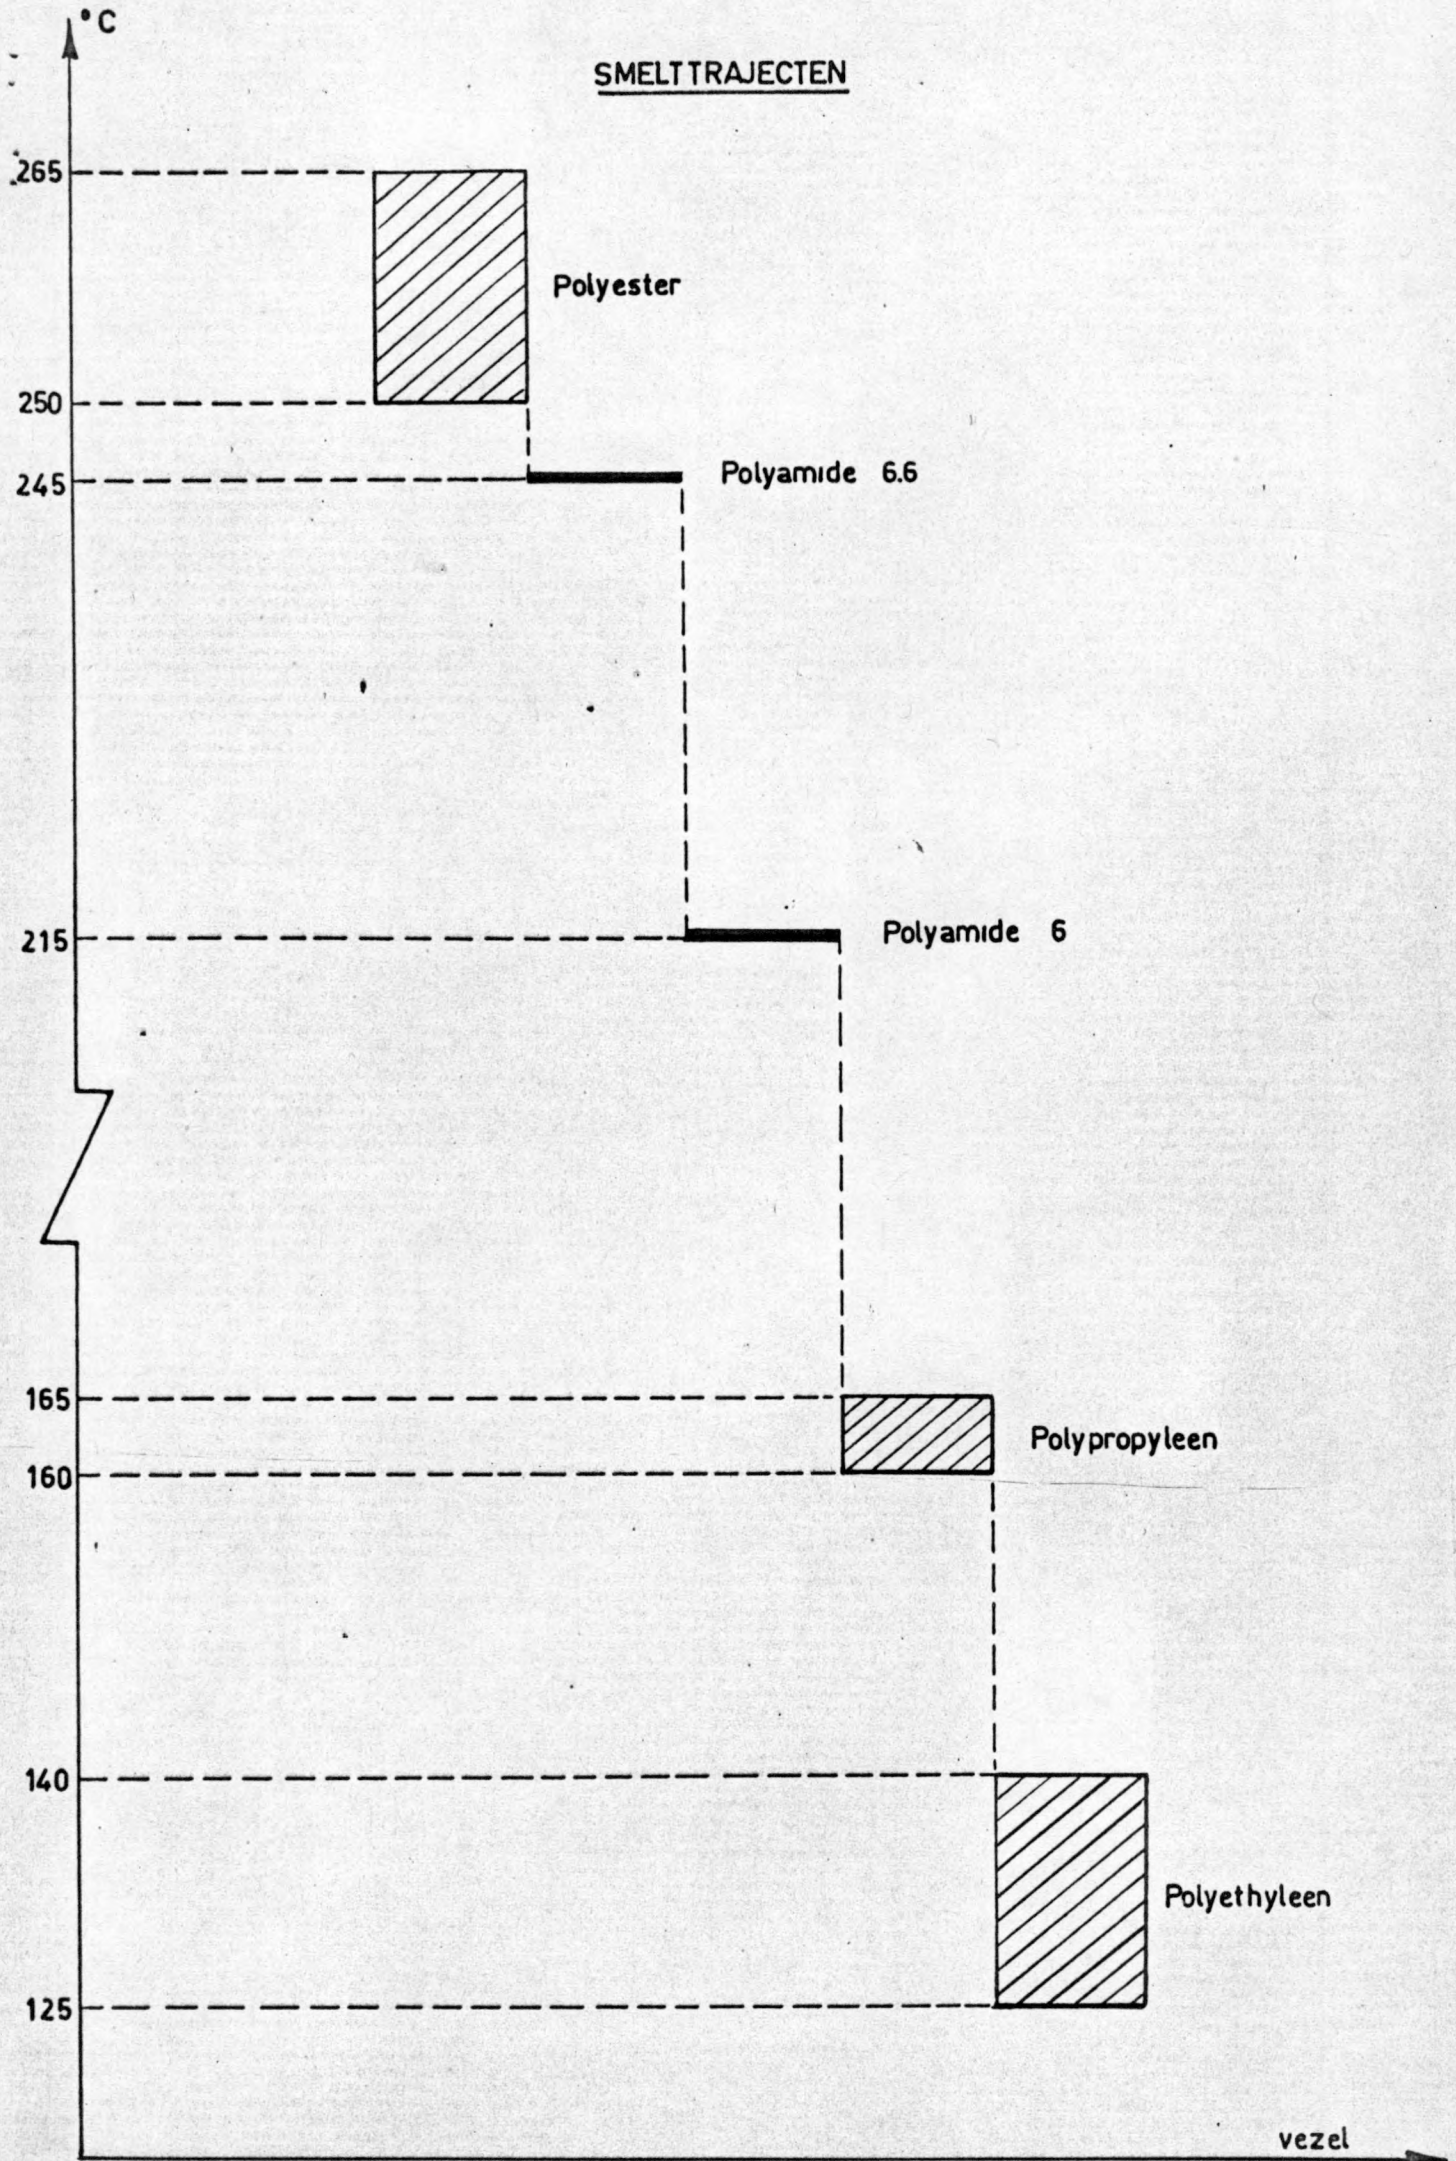 °C
SMELTTRAJECTEN
265
Polyester
250
245
Polyamide 6.6
215
Polyamide 6
165
Polypropyleen
160
140
Polyethyleen
125
vezel